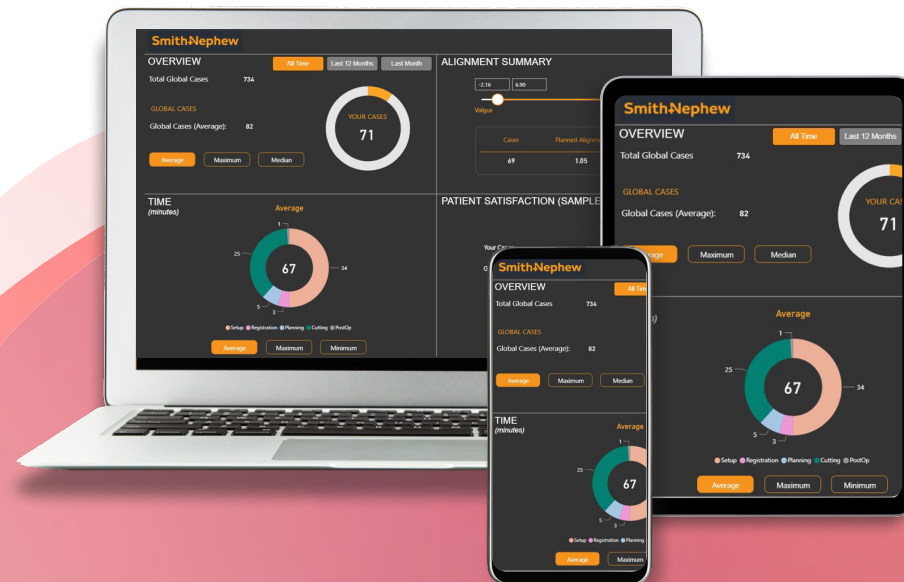 Smith+Nephew
OVERVIEW
All Time
Last 12 Months
Last Month
Total Global Cases 734
GLOBAL CASES
Global Cases (Average): 82
YOUR CASES
71
Average
Maximum
Median
ALIGNMENT SUMMARY
-2.16
6.90
Valgus
Cases
Planned
69
1.05
TIME
(minutes)
Average
1
25
67
34
5
3
Setup Registration Planning Cutting PostOp
Average
Maximum
Minimum
PATIENT SATISFACTION (SAMPLE
Your
0
Smith+Nephew
OVERVIEW
All Time
Last 12 Months
Total Global Cases 734
GLOBAL CASES
Global Cases (Average): 82
YOUR
71
Maximum
Median
Average
1
25
67
34
5
3
Setup Registration Planning Cutting PostOp
Average
Maximum
Minimum
Smith+Nephew
OVERVIEW
All
Total Global Cases 734
GLOBAL CASES
Global Cases (Average): 82
Average
Maximum
Median
TIME
(minutes)
Average
1
25
67
5
3
Setup Registration Planning
Average
Maximum